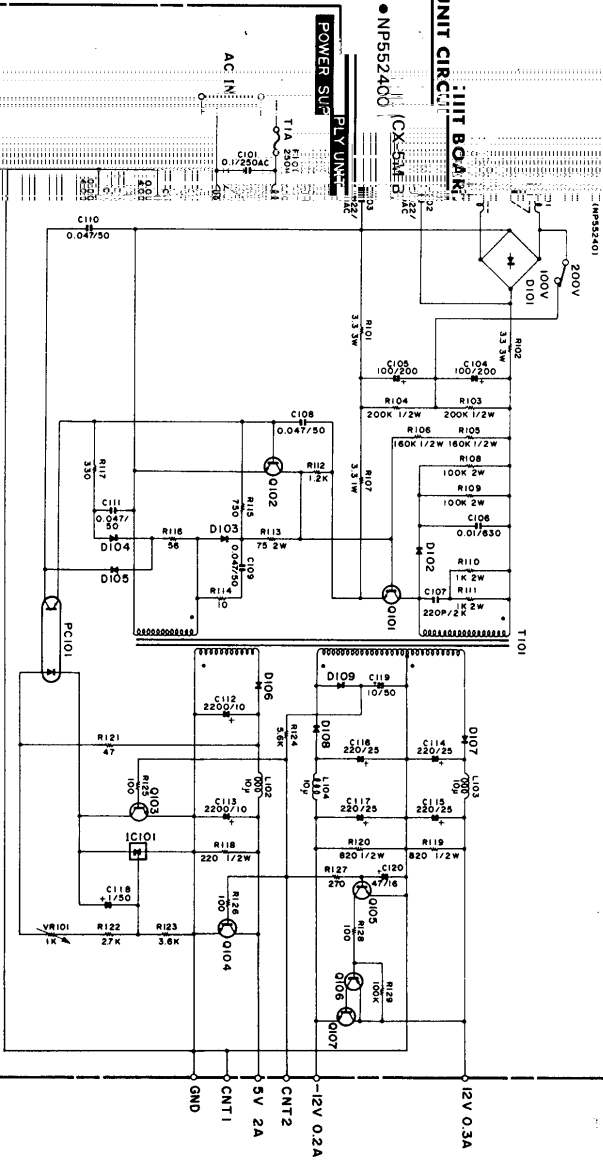 UNIT CIRCUIT BOARD
● NP552400 (CX-5M B
(NP55240)
POWER SUPPLY UNIT
AC IN
T1A
250V
F101
C101
0.1/250AC
C110
0.047/50
200V
100V
D101
R101
3.3 3W
R102
3.3 3W
C105
100/200
C104
100/200
R104
200K 1/2W
R103
200K 1/2W
C108
0.047/50
R106
160K 1/2W
R105
160K 1/2W
R117
330
Q102
R112
1.2K
R107
3.3 1W
R108
100K 2W
R109
100K 2W
C111
0.047/
50
R115
750
C106
0.01/630
R116
56
D103
R113
75 2W
D104
D102
C109
0.047/50
D105
R114
10
R110
1K 2W
R111
1K 2W
C107
220P/2K
Q101
PC101
T101
D109
C119
10/50
D106
C112
2200/10
R124
5.6K
D108
D107
R121
47
C116
220/25
C114
220/25
R125
100
Q103
L102
10μ
L104
10μ
L103
10μ
C113
2200/10
C117
220/25
C115
220/25
IC101
R118
220 1/2W
R120
820 1/2W
R119
820 1/2W
R127
270
C120
47/16
C118
1/50
R126
100
Q105
VR101
1K
R122
2.7K
R123
3.6K
Q104
R128
100
Q106
R129
100K
Q107
GND
CNT1
5V 2A
CNT2
-12V 0.2A
12V 0.3A